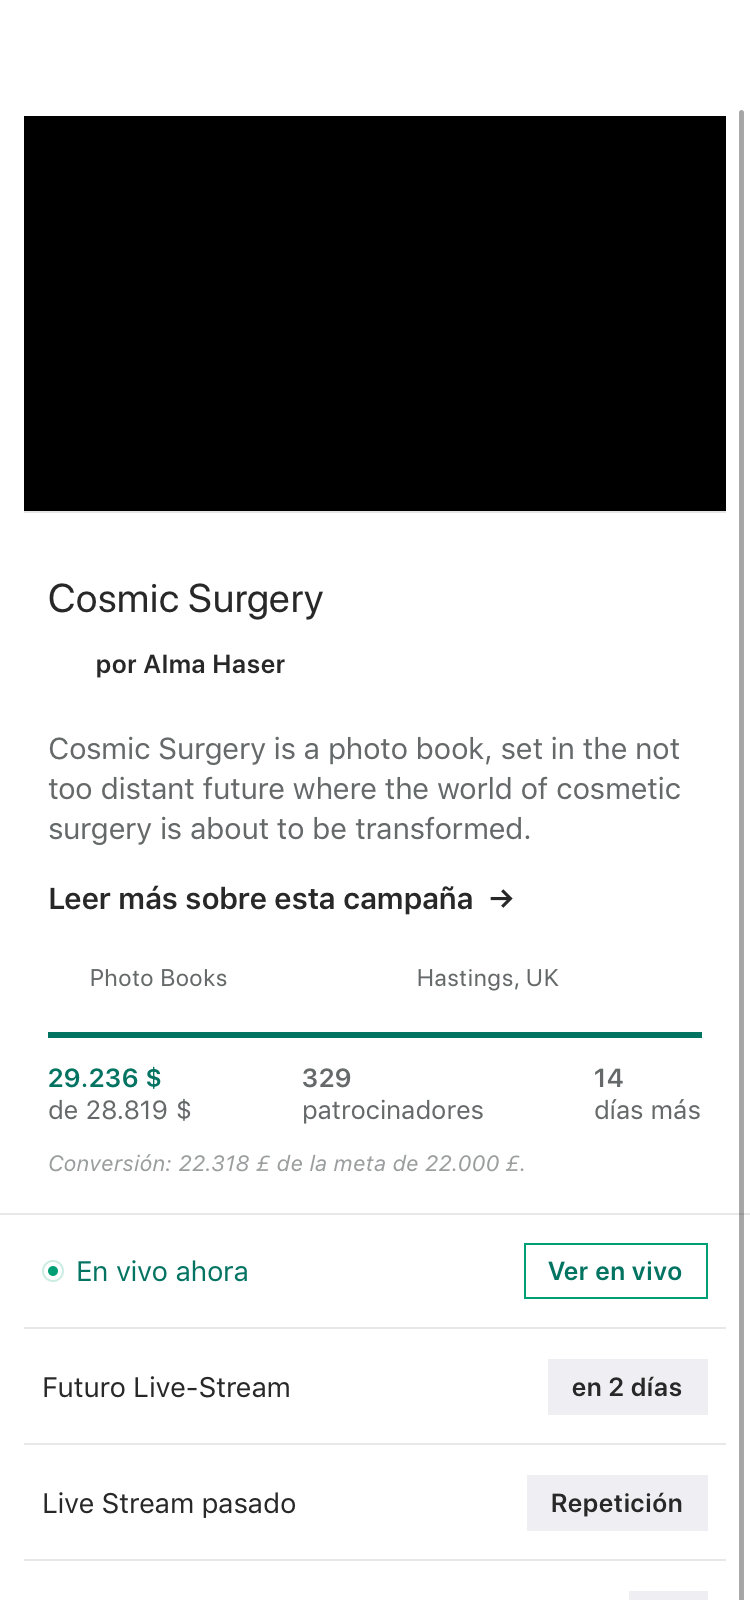 Cosmic Surgery
por Alma Haser
Cosmic Surgery is a photo book, set in the not
too distant future where the world of cosmetic
surgery is about to be transformed.
Leer más sobre esta campaña →
Photo Books
Hastings, UK
29.236 $
de 28.819 $
329
patrocinadores
14
días más
Conversión: 22.318 £ de la meta de 22.000 £.
En vivo ahora
Ver en vivo
Futuro Live-Stream
en 2 días
Live Stream pasado
Repetición